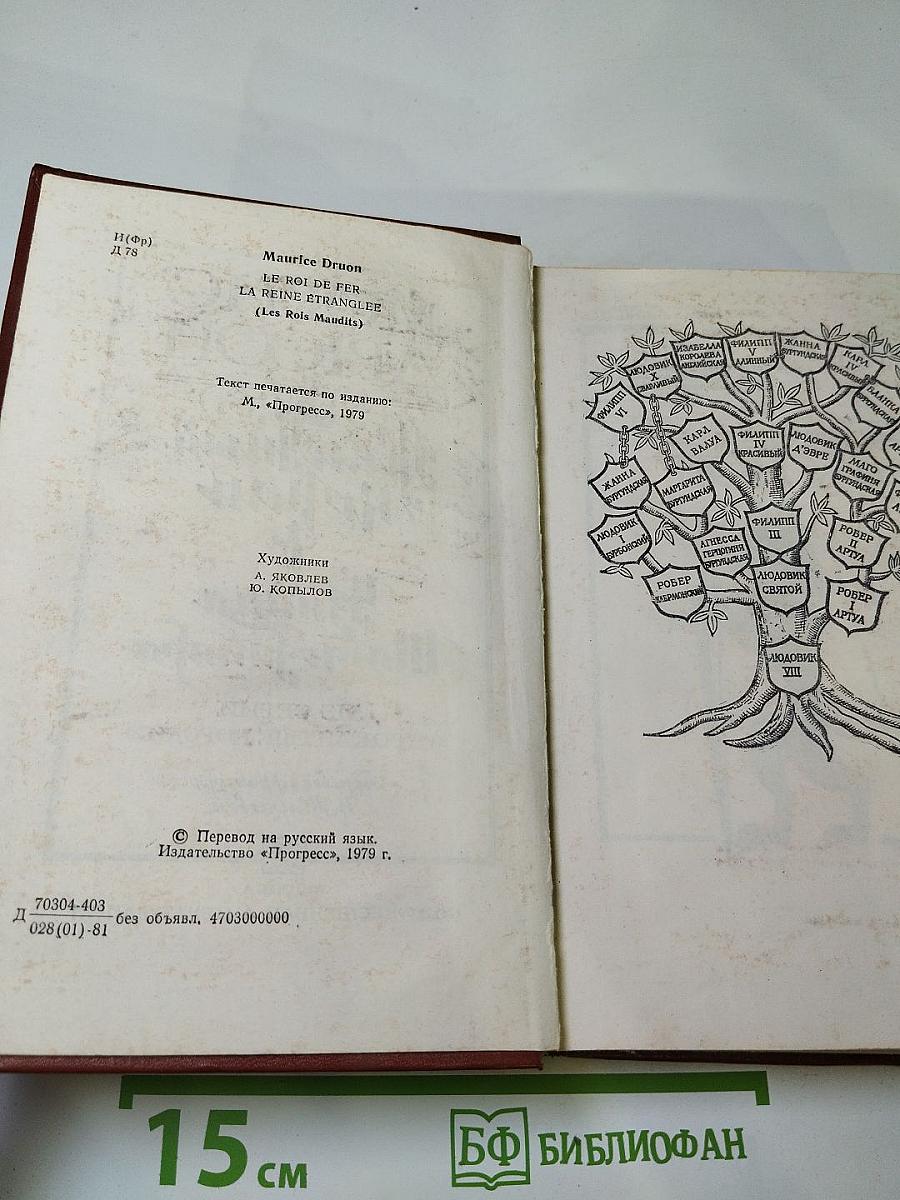 И(Фр)
Д 78
Maurice Druon
LE ROI DE FER
LA REINE ÉTRANGLÉE
(Les Rois Maudits)
Текст печатается по изданию:
М., «Прогресс», 1979
Художники
А. ЯКОВЛЕВ
Ю. КОПЫЛОВ
© Перевод на русский язык.
Издательство «Прогресс», 1979 г.
Д 70304-403
028(01)-81
без объявл. 4703000000
ФИЛИПП
VI
ЛЮДОВИК
X
СВАРЛИВЫЙ
ИЗАБЕЛЛА
КОРОЛЕВА
АНГЛИЙСКАЯ
ФИЛИПП
V
ДЛИННЫЙ
ЖАННА
БУРГУНДСКАЯ
КАРЛ
IV
КРАСИВЫЙ
БЛАНКА
БУРГУНДСКАЯ
КАРЛ
ВАЛУА
ФИЛИПП
IV
КРАСИВЫЙ
ЛЮДОВИК
Д'ЭВРЕ
МАГО
ГРАФИНЯ
БУРГУНДСКАЯ
ЖАННА
БУРГУНДСКАЯ
МАРГАРИТА
БУРГУНДСКАЯ
ЛЮДОВИК
I
БУРБОНСКИЙ
АГНЕССА
ГЕРЦОГИНЯ
БУРГУНДСКАЯ
ФИЛИПП
III
РОБЕР
II
АРТУА
РОБЕР
КЛЕРМОНСКИЙ
ЛЮДОВИК
СВЯТОЙ
РОБЕР
I
АРТУА
ЛЮДОВИК
VIII
15 см
БФ БИБЛИОФАН